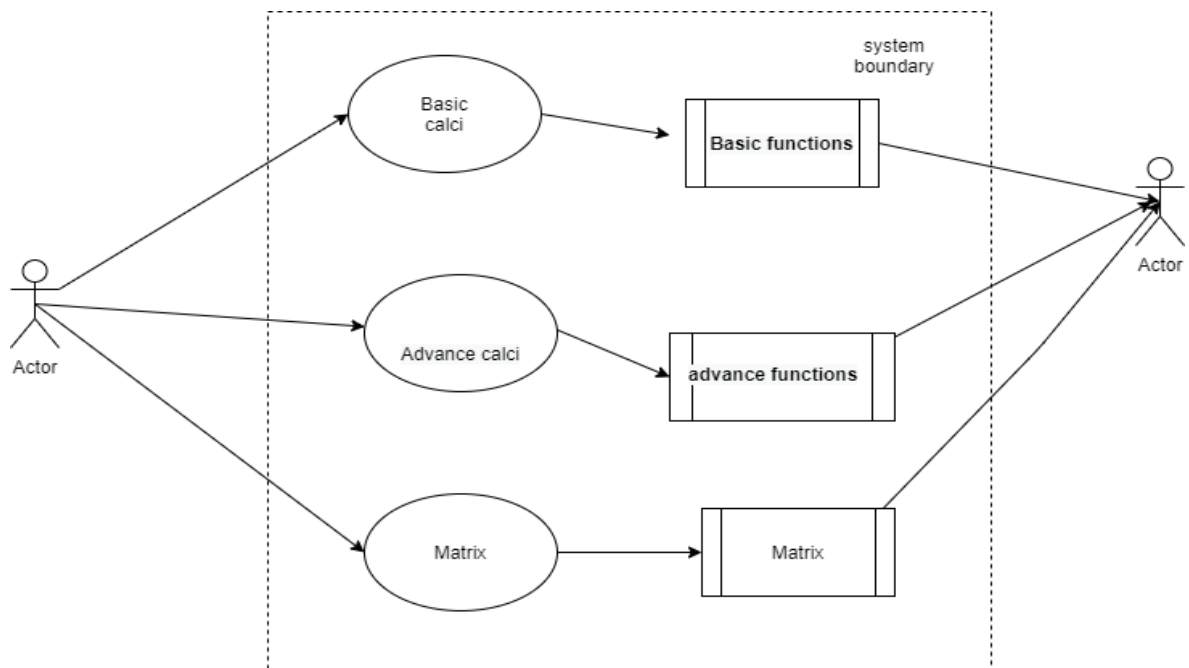 system
boundary
Basic
calci
Basic functions
Actor
Actor
Advance calci
advance functions
Matrix
Matrix